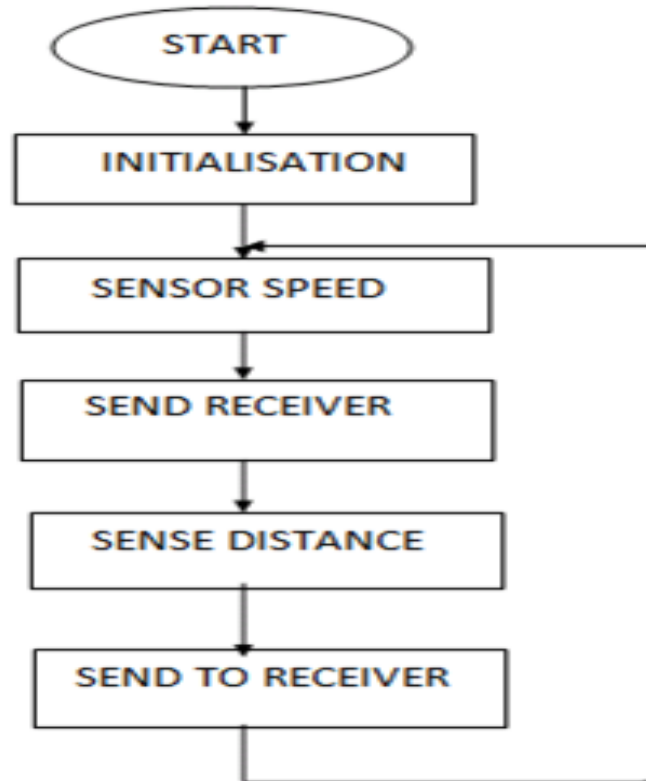 START
INITIALISATION
SENSOR SPEED
SEND RECEIVER
SENSE DISTANCE
SEND TO RECEIVER